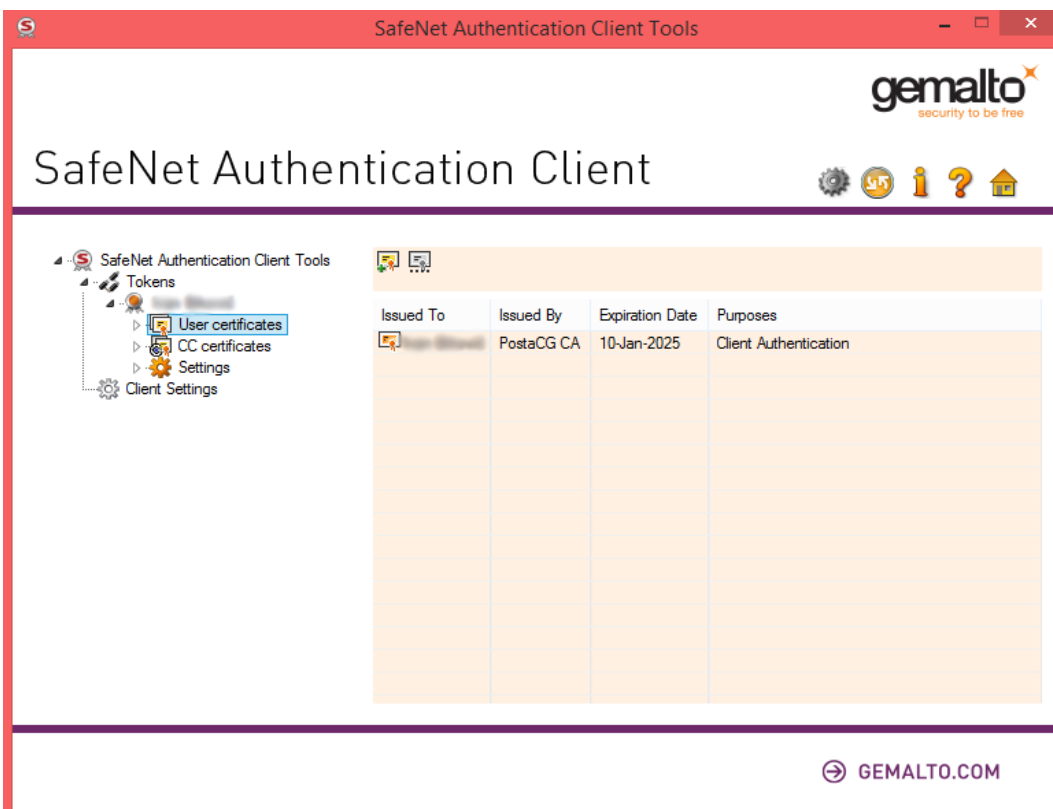 SafeNet Authentication Client Tools
gemalto
security to be free
SafeNet Authentication Client
SafeNet Authentication Client Tools
Tokens
User certificates
CC certificates
Settings
Client Settings
Issued To Issued By Expiration Date Purposes
PostaCG CA 10-Jan-2025 Client Authentication
GEMALTO.COM